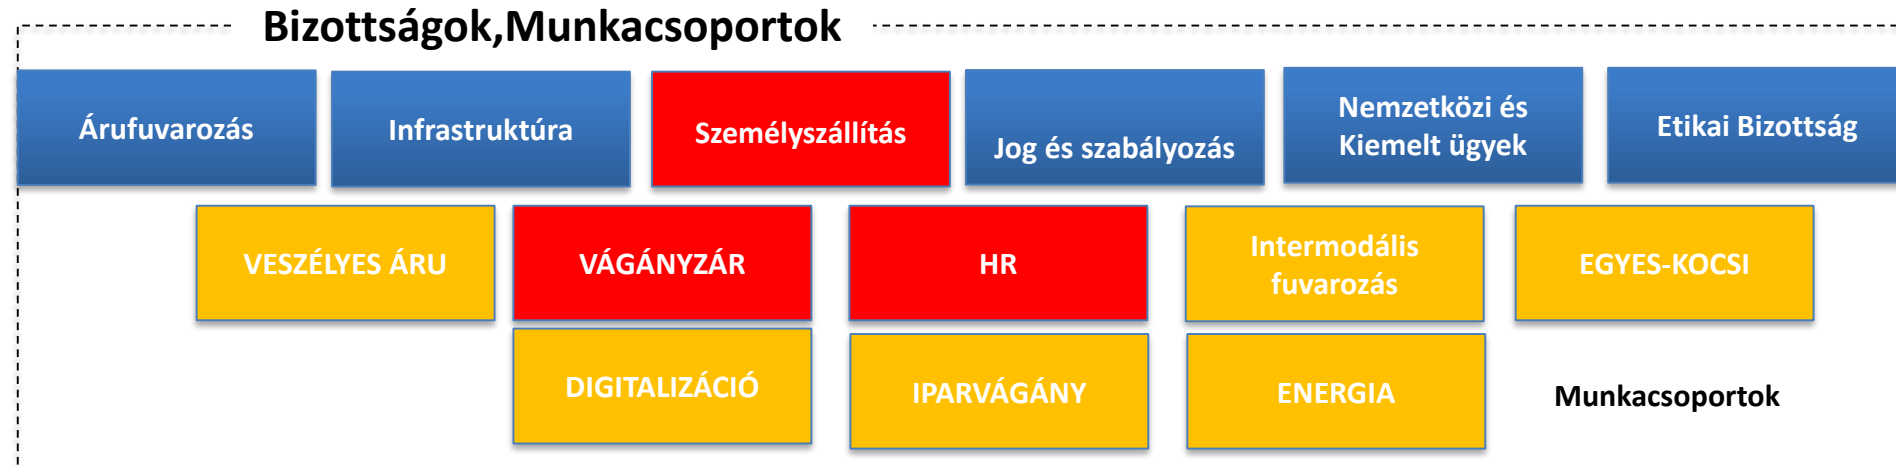 Bizottságok,Munkacsoportok
Árufuvarozás
Infrastruktúra
Személyszállítás
Jog és szabályozás
Nemzetközi és
Kiemelt ügyek
Etikai Bizottság
VESZÉLYES ÁRU
VÁGÁNYZÁR
HR
Intermodális
fuvarozás
EGYES-KOCSI
DIGITALIZÁCIÓ
IPARVÁGÁNY
ENERGIA
Munkacsoportok